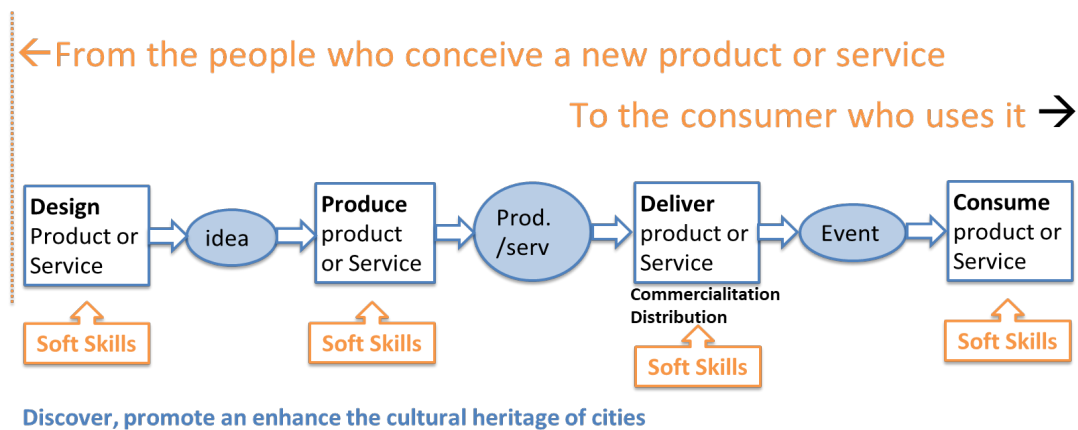 ←From the people who conceive a new product or service
To the consumer who uses it →
Design
Product or
Service
idea
Produce
product
or Service
Prod.
/serv
Deliver
product or
Service
Commercialitation
Distribution
Event
Consume
product or
Service
Soft Skills
Soft Skills
Soft Skills
Soft Skills
Discover, promote an enhance the cultural heritage of cities